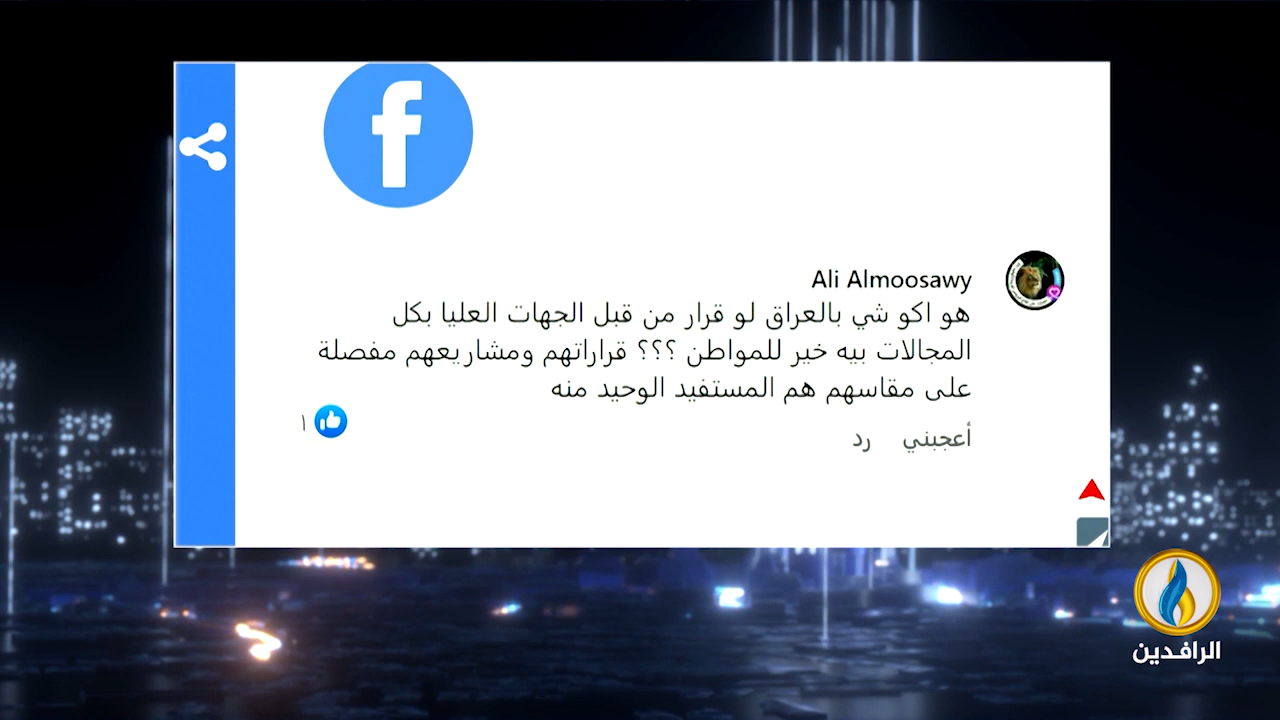 f
Ali Almoosawy
هو اكو شي بالعراق لو قرار من قبل الجهات العليا بكل
المجالات بيه خير للمواطن ؟؟؟ قراراتهم ومشاريعهم مفصلة
على مقاسهم هم المستفيد الوحيد منه
١
أعجبني رد
الرافدين